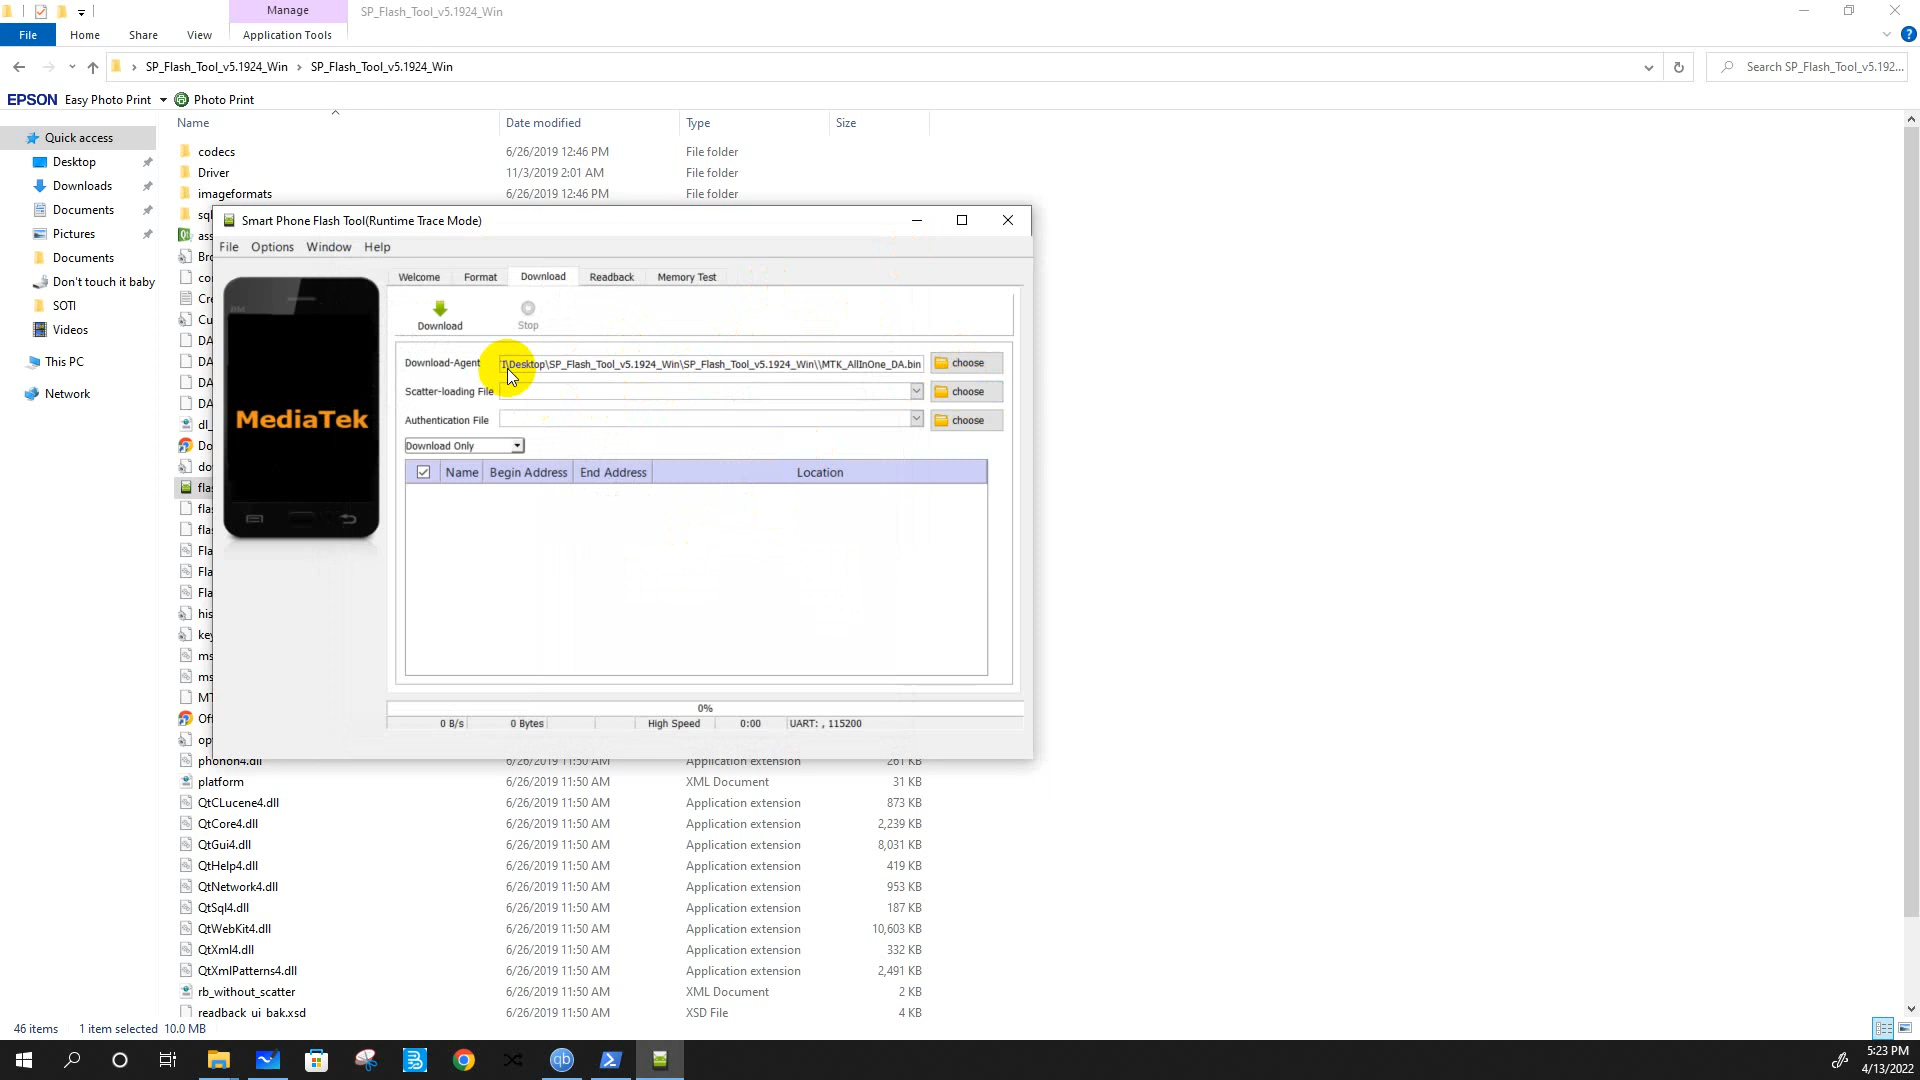 Manage
SP_Flash_Tool_v5.1924_Win
File
Home
Share
View
Application Tools
SP_Flash_Tool_v5.1924_Win › SP_Flash_Tool_v5.1924_Win
Search SP_Flash_Tool_v5.192...
EPSON Easy Photo Print
Photo Print
Name
Date modified
Type
Size
Quick access
Desktop
Downloads
Documents
Pictures
Documents
Don't touch it baby
SOTI
Videos
This PC
Network
codecs 6/26/2019 12:46 PM File folder
Driver 11/3/2019 2:01 AM File folder
imageformats 6/26/2019 12:46 PM File folder
Smart Phone Flash Tool(Runtime Trace Mode)
File Options Window Help
Welcome Format Download Readback Memory Test
Download Stop
Download-Agent \Desktop\SP_Flash_Tool_v5.1924_Win\SP_Flash_Tool_v5.1924_Win\\MTK_AllInOne_DA.bin choose
Scatter-loading File choose
Authentication File choose
Download Only
Name Begin Address End Address Location
MediaTek
0%
0 B/s 0 Bytes High Speed 0:00 UART: , 115200
phonon4.dll 6/26/2019 11:50 AM Application extension 261 KB
platform 6/26/2019 11:50 AM XML Document 31 KB
QtCLucene4.dll 6/26/2019 11:50 AM Application extension 873 KB
QtCore4.dll 6/26/2019 11:50 AM Application extension 2,239 KB
QtGui4.dll 6/26/2019 11:50 AM Application extension 8,031 KB
QtHelp4.dll 6/26/2019 11:50 AM Application extension 419 KB
QtNetwork4.dll 6/26/2019 11:50 AM Application extension 953 KB
QtSql4.dll 6/26/2019 11:50 AM Application extension 187 KB
QtWebKit4.dll 6/26/2019 11:50 AM Application extension 10,603 KB
QtXml4.dll 6/26/2019 11:50 AM Application extension 332 KB
QtXmlPatterns4.dll 6/26/2019 11:50 AM Application extension 2,491 KB
rb_without_scatter 6/26/2019 11:50 AM XML Document 2 KB
readback_ui_bak.xsd 6/26/2019 11:50 AM XSD File 4 KB
46 items 1 item selected 10.0 MB
5:23 PM
4/13/2022